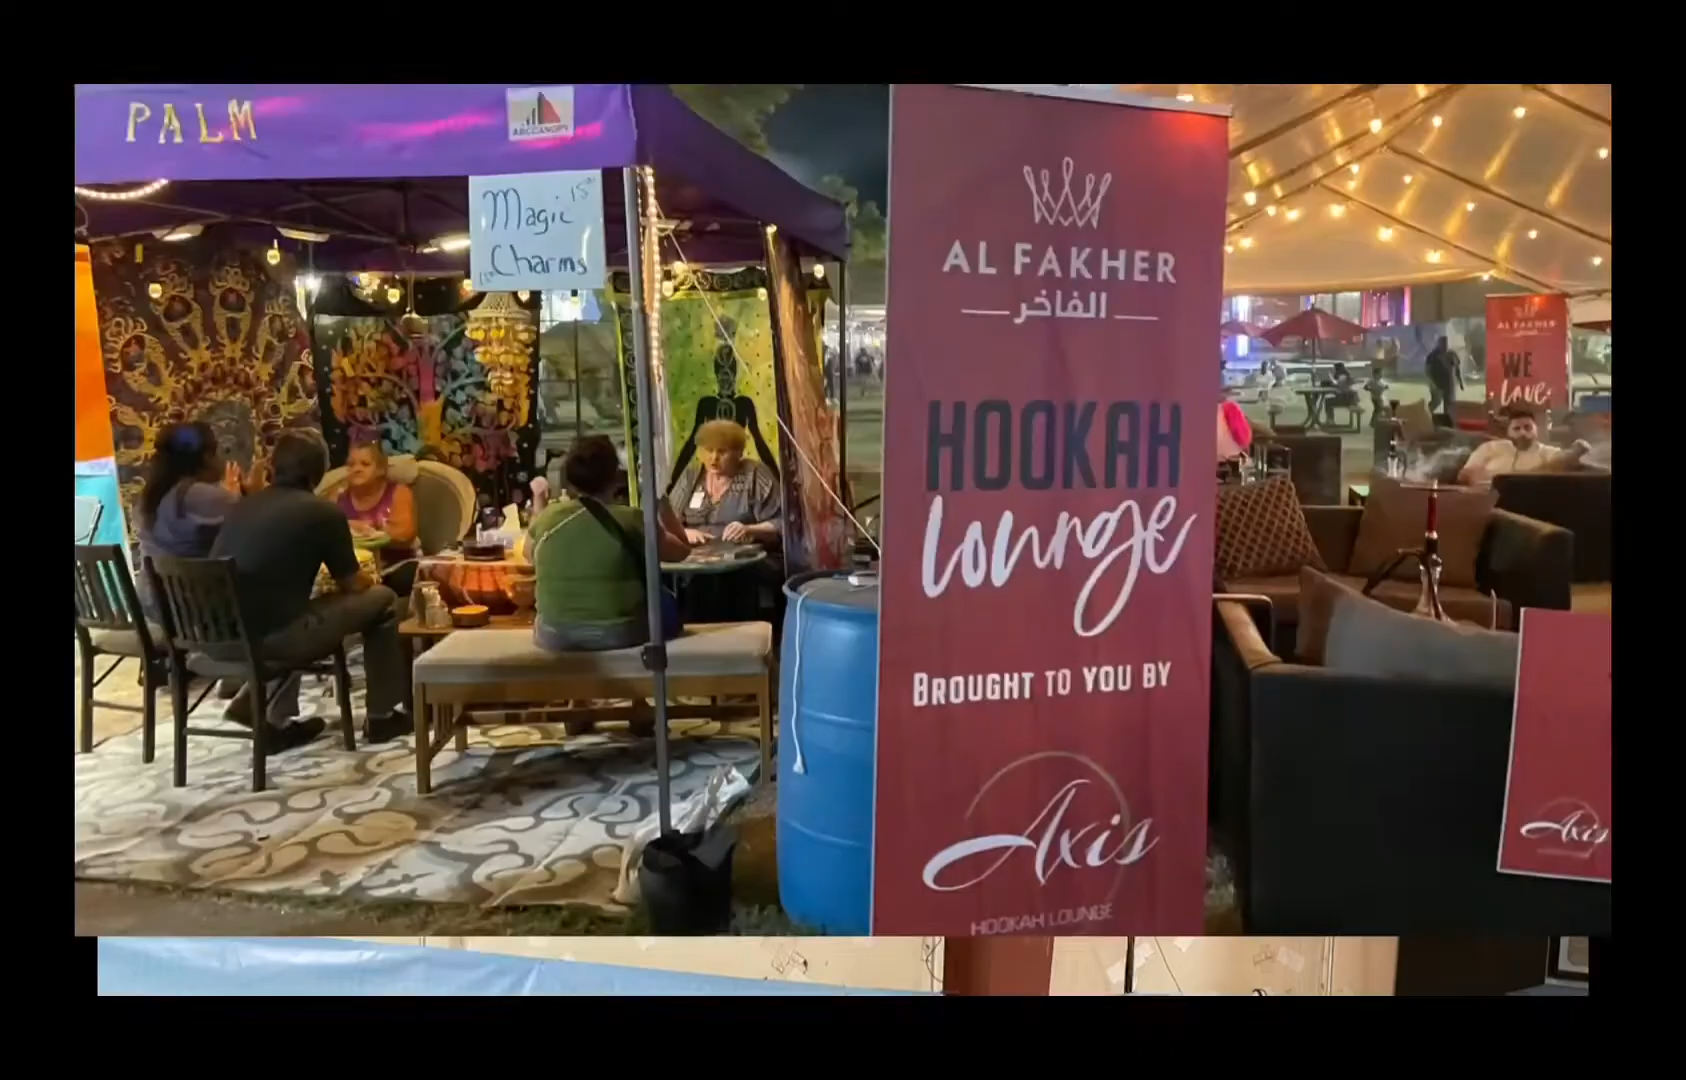 PALM
ABCCANOPY
Magic 15
Charms
AL FAKHER
الفاخر
HOOKAH
lounge
BROUGHT TO YOU BY
Axis
HOOKAH LOUNGE
AL FAKHER
WE
Love
Axis